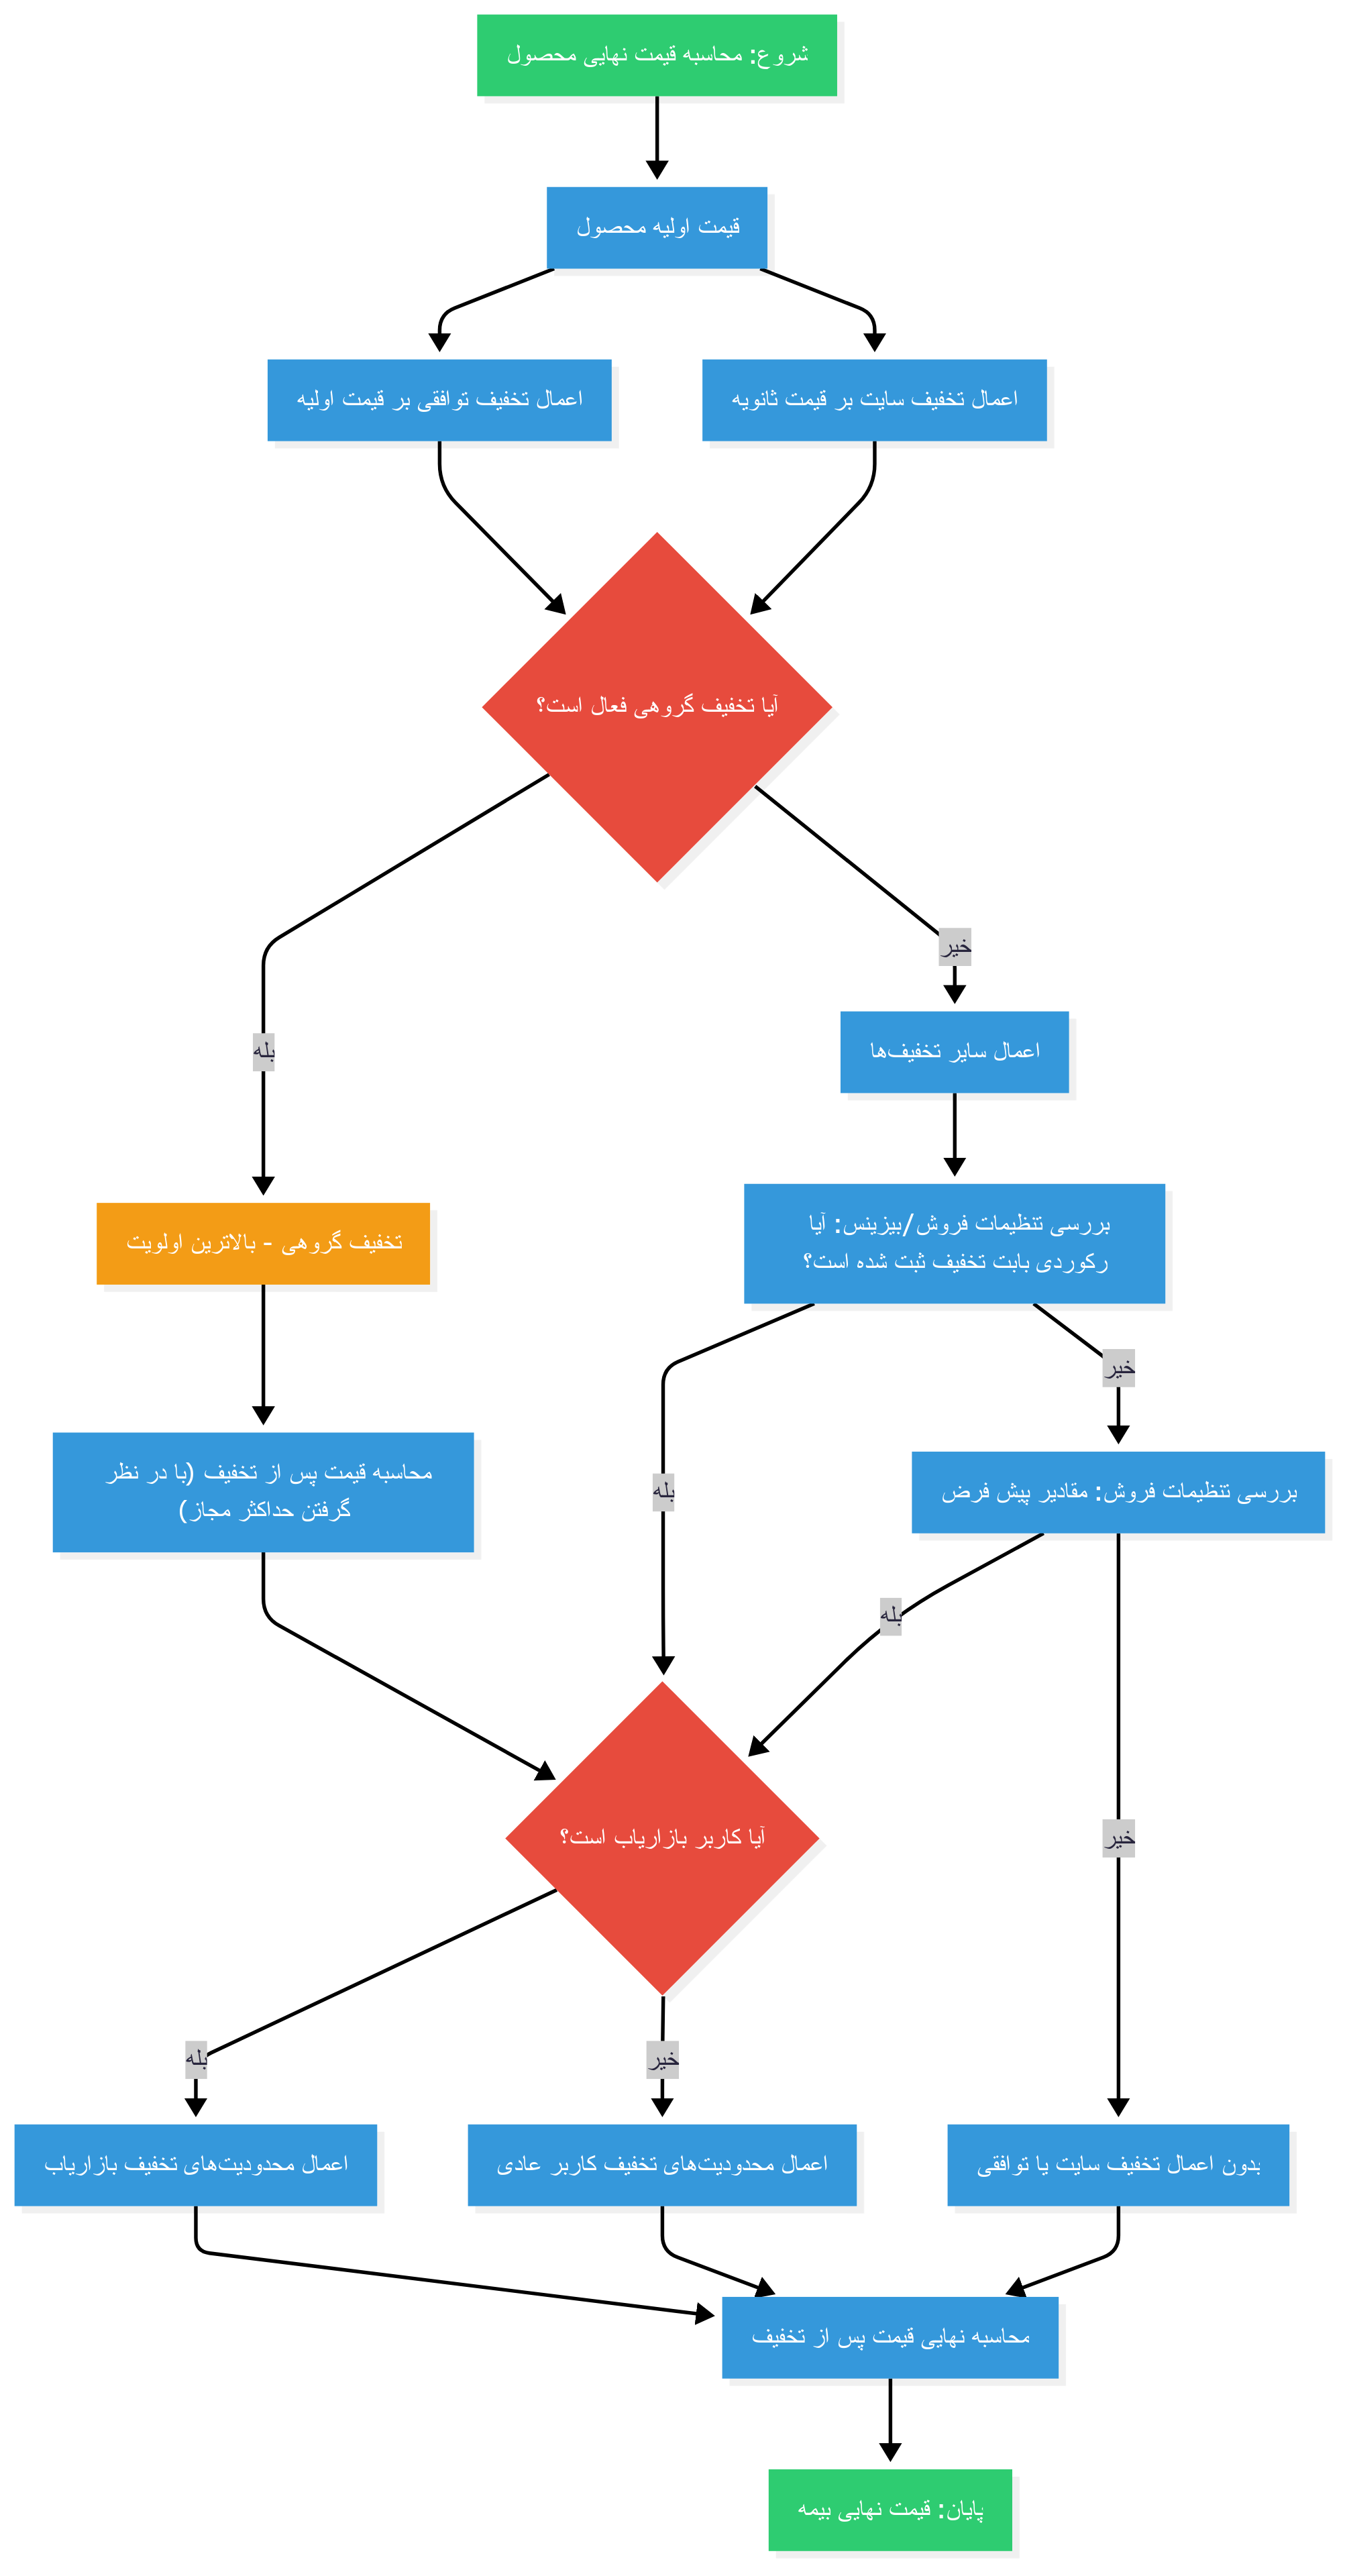 شروع: محاسبه قیمت نهایی محصول
قیمت اولیه محصول
اعمال تخفیف توافقی بر قیمت اولیه
اعمال تخفیف سایت بر قیمت ثانویه
آیا تخفیف گروهی فعال است؟
خیر
بله
اعمال سایر تخفیف‌ها
تخفیف گروهی - بالاترین اولویت
بررسی تنظیمات فروش/بیزینس: آیا
رکوردی بابت تخفیف ثبت شده است؟
خیر
بله
محاسبه قیمت پس از تخفیف (با در نظر
گرفتن حداکثر مجاز)
بررسی تنظیمات فروش: مقادیر پیش فرض
بله
خیر
آیا کاربر بازاریاب است؟
بله
خیر
اعمال محدودیت‌های تخفیف بازاریاب
اعمال محدودیت‌های تخفیف کاربر عادی
بدون اعمال تخفیف سایت یا توافقی
محاسبه نهایی قیمت پس از تخفیف
پایان: قیمت نهایی بیمه